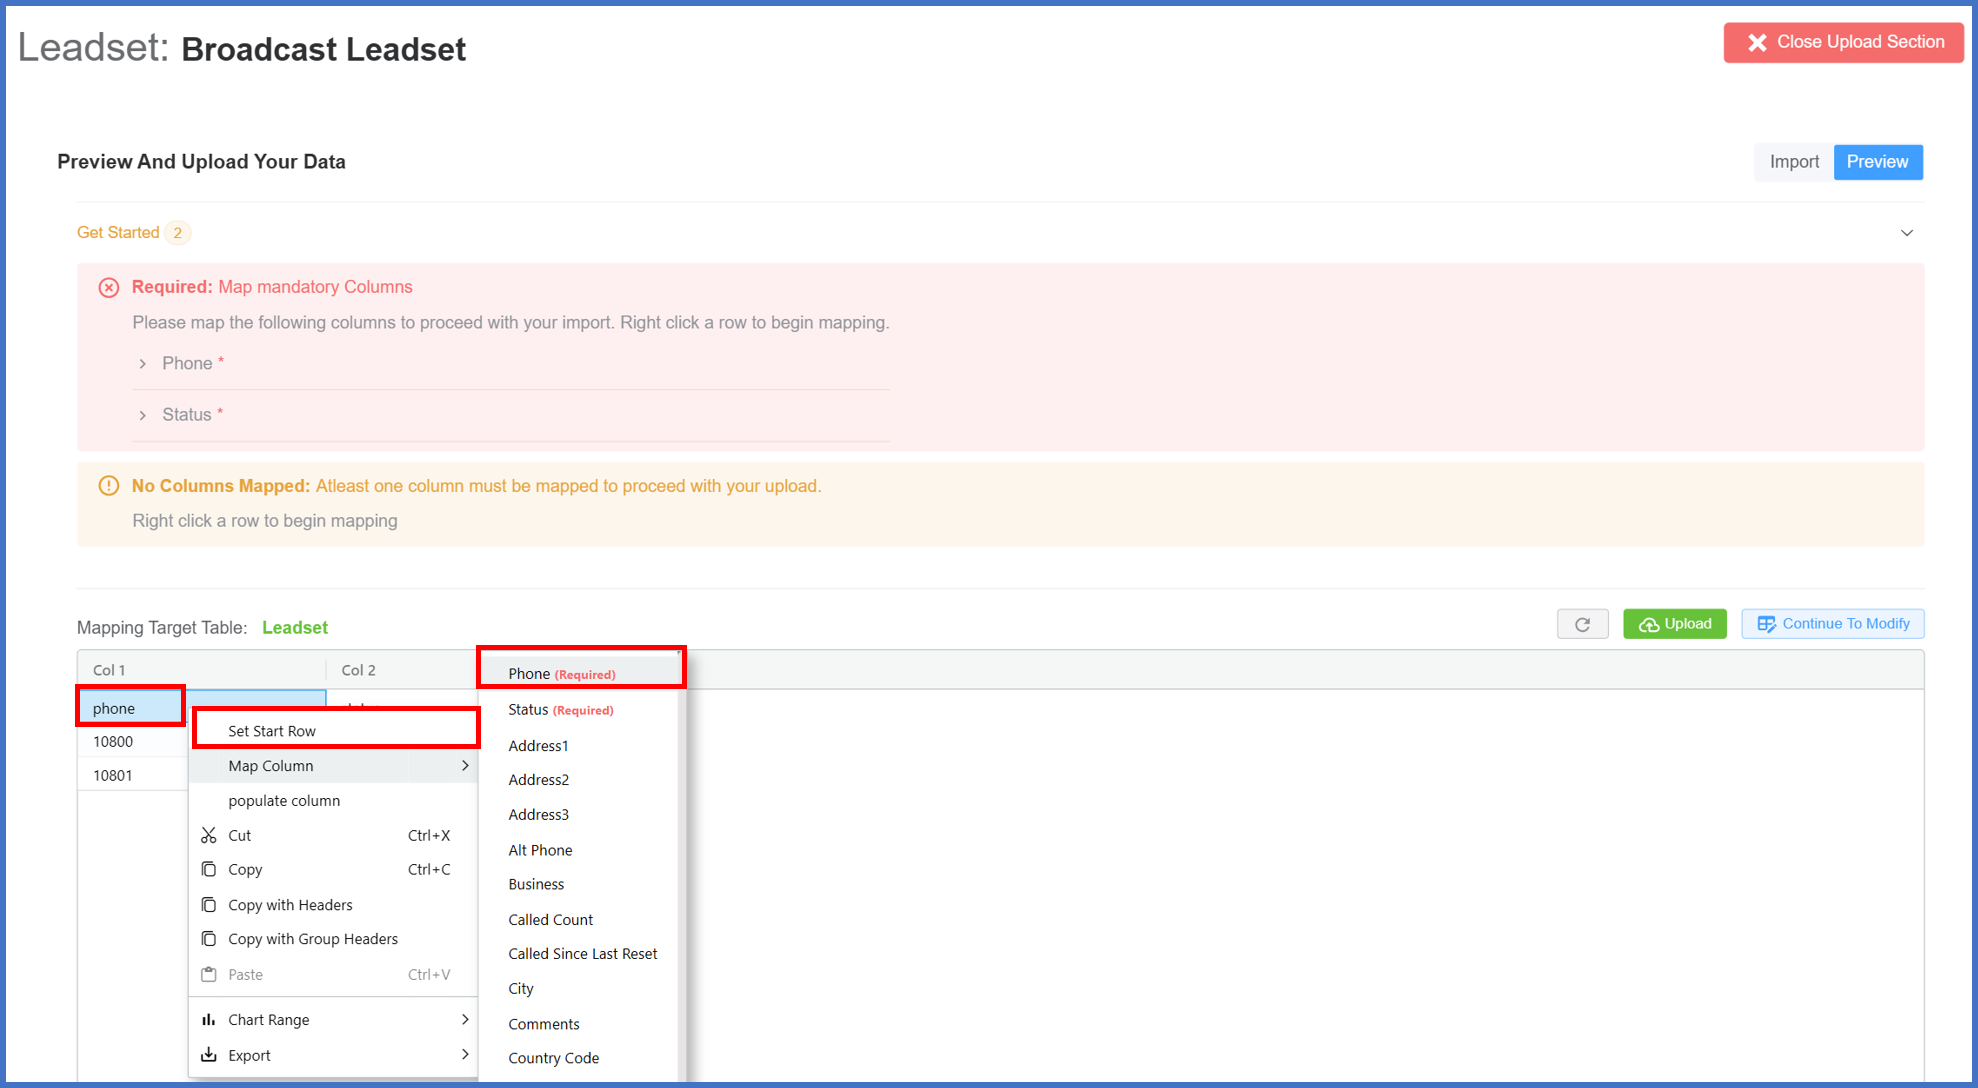 Leadset: Broadcast Leadset
Close Upload Section
Preview And Upload Your Data
Import
Preview
Get Started 2
Required: Map mandatory Columns
Please map the following columns to proceed with your import. Right click a row to begin mapping.
Phone *
Status *
No Columns Mapped: Atleast one column must be mapped to proceed with your upload.
Right click a row to begin mapping
Mapping Target Table: Leadset
Upload
Continue To Modify
Col 1
Col 2
phone
10800
10801
Set Start Row
Map Column
populate column
Cut Ctrl+X
Copy Ctrl+C
Copy with Headers
Copy with Group Headers
Paste Ctrl+V
Chart Range
Export
Phone (Required)
Status (Required)
Address1
Address2
Address3
Alt Phone
Business
Called Count
Called Since Last Reset
City
Comments
Country Code